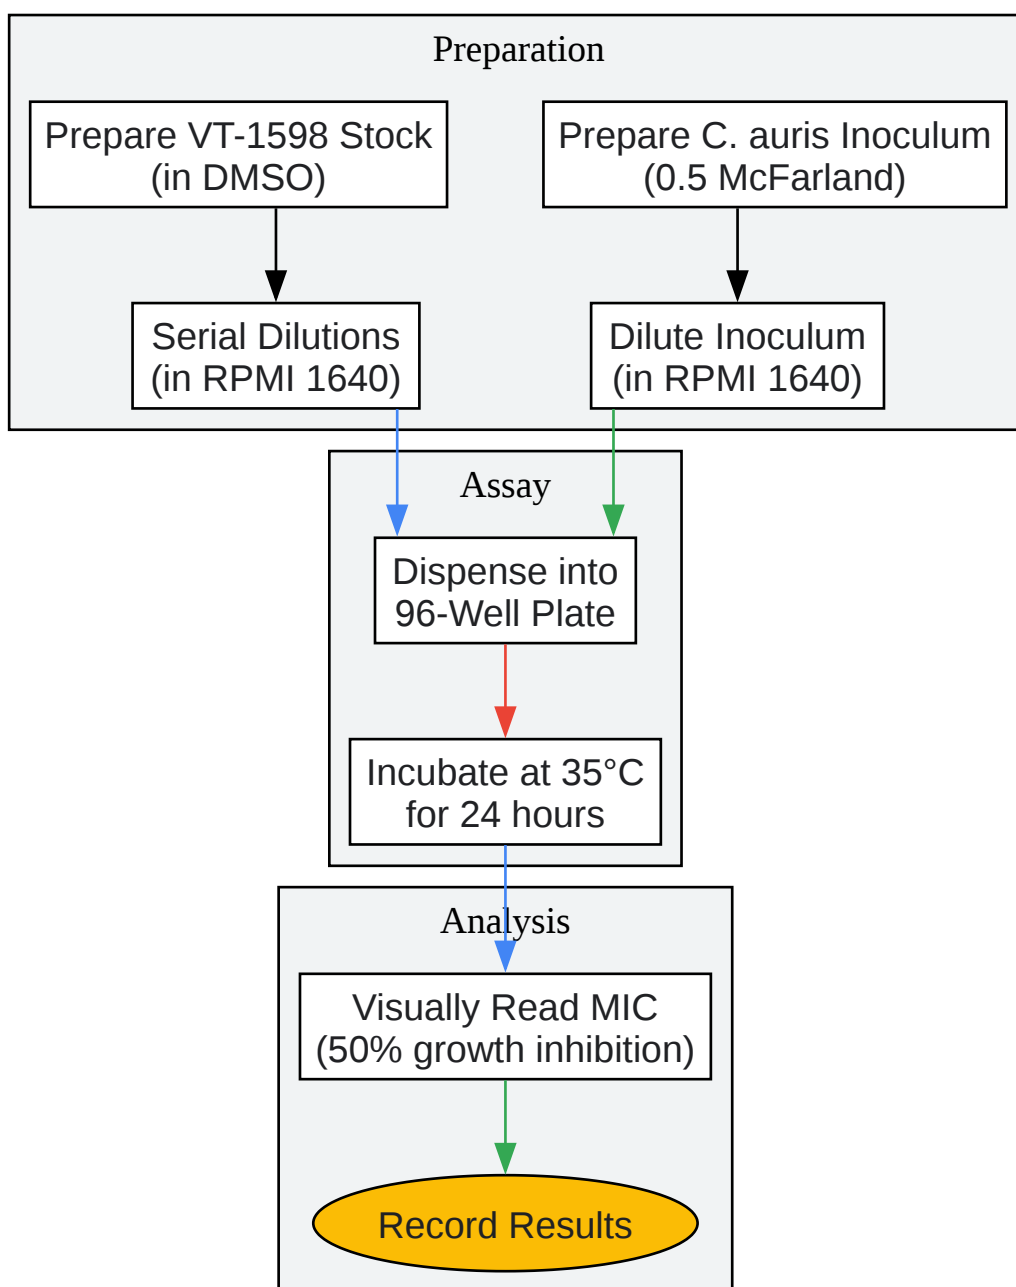 Preparation
Prepare VT-1598 Stock
(in DMSO)
Prepare C. auris Inoculum
(0.5 McFarland)
Serial Dilutions
(in RPMI 1640)
Dilute Inoculum
(in RPMI 1640)
Assay
Dispense into
96-Well Plate
Incubate at 35°C
for 24 hours
Analysis
Visually Read MIC
(50% growth inhibition)
Record Results